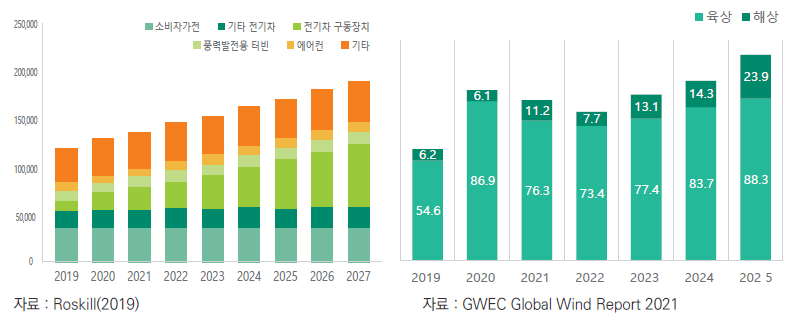 소비자가전 기타 전기차 전기차 구동장치
풍력발전용 터빈 에어컨 기타
250,000
200,000
150,000
100,000
50,000
0
2019 2020 2021 2022 2023 2024 2025 2026 2027
자료 : Roskill(2019)
육상 해상
6.2 6.1 11.2 7.7 13.1 14.3 23.9
54.6 86.9 76.3 73.4 77.4 83.7 88.3
2019 2020 2021 2022 2023 2024 202 5
자료 : GWEC Global Wind Report 2021